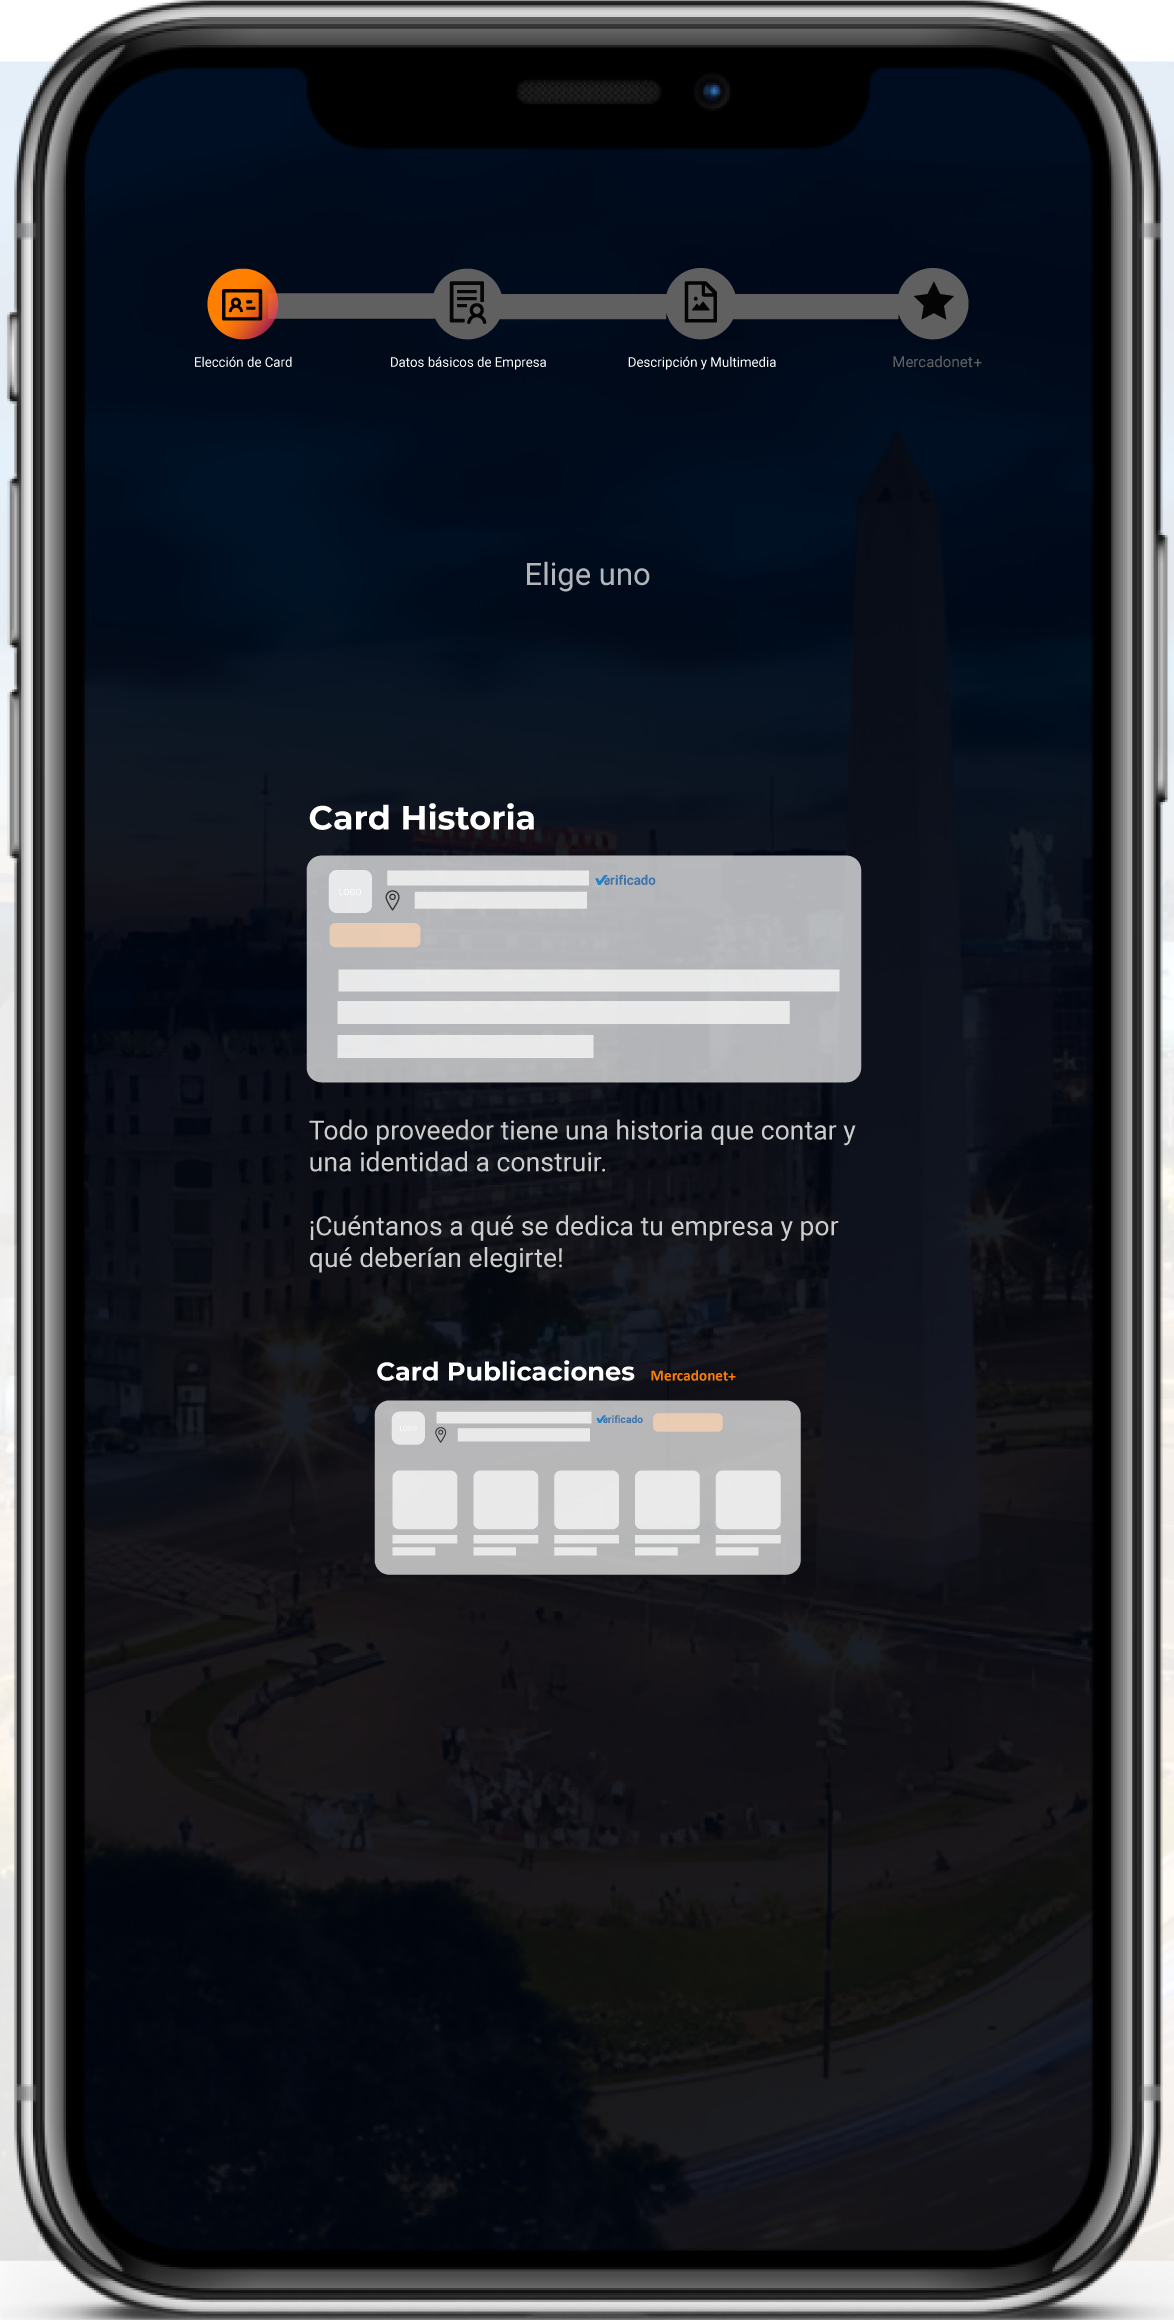 Elección de Card
Datos básicos de Empresa
Descripción y Multimedia
Mercadonet+
Elige uno
Card Historia
LOGO
Verificado
Todo proveedor tiene una historia que contar y
una identidad a construir.
¡Cuéntanos a qué se dedica tu empresa y por
qué deberían elegirte!
Card Publicaciones Mercadonet+
LOGO
Verificado